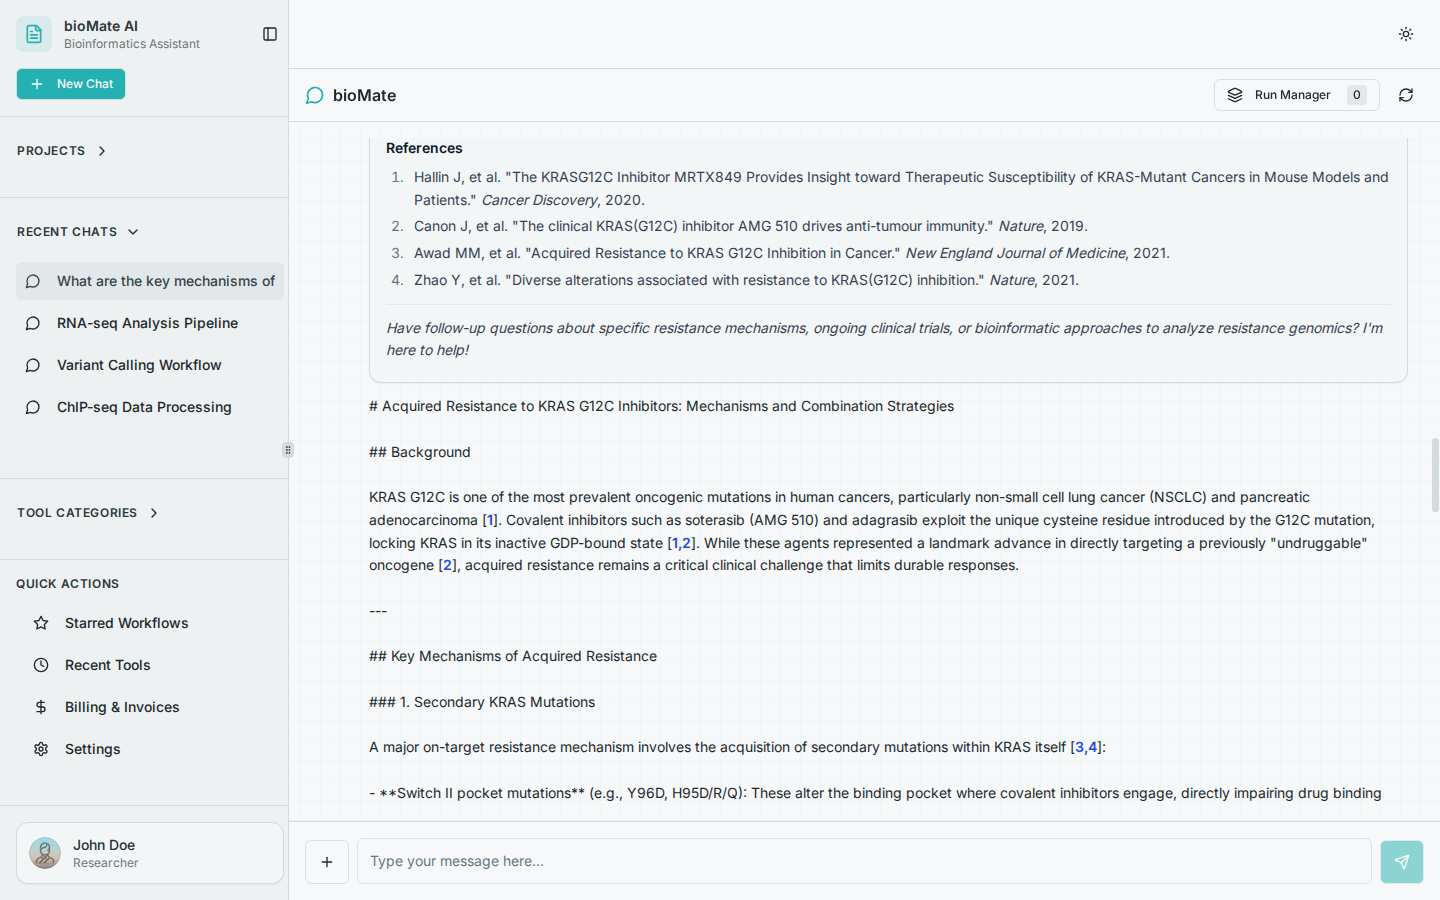 bioMate AI
Bioinformatics Assistant
New Chat
PROJECTS
RECENT CHATS
What are the key mechanisms of
RNA-seq Analysis Pipeline
Variant Calling Workflow
ChIP-seq Data Processing
TOOL CATEGORIES
QUICK ACTIONS
Starred Workflows
Recent Tools
Billing & Invoices
Settings
John Doe
Researcher
bioMate
Run Manager 0
References
1. Hallin J, et al. "The KRASG12C Inhibitor MRTX849 Provides Insight toward Therapeutic Susceptibility of KRAS-Mutant Cancers in Mouse Models and
Patients." Cancer Discovery, 2020.
2. Canon J, et al. "The clinical KRAS(G12C) inhibitor AMG 510 drives anti-tumour immunity." Nature, 2019.
3. Awad MM, et al. "Acquired Resistance to KRAS G12C Inhibition in Cancer." New England Journal of Medicine, 2021.
4. Zhao Y, et al. "Diverse alterations associated with resistance to KRAS(G12C) inhibition." Nature, 2021.
Have follow-up questions about specific resistance mechanisms, ongoing clinical trials, or bioinformatic approaches to analyze resistance genomics? I'm
here to help!
# Acquired Resistance to KRAS G12C Inhibitors: Mechanisms and Combination Strategies
## Background
KRAS G12C is one of the most prevalent oncogenic mutations in human cancers, particularly non-small cell lung cancer (NSCLC) and pancreatic
adenocarcinoma [1]. Covalent inhibitors such as soterasib (AMG 510) and adagrasib exploit the unique cysteine residue introduced by the G12C mutation,
locking KRAS in its inactive GDP-bound state [1,2]. While these agents represented a landmark advance in directly targeting a previously "undruggable"
oncogene [2], acquired resistance remains a critical clinical challenge that limits durable responses.
---
## Key Mechanisms of Acquired Resistance
### 1. Secondary KRAS Mutations
A major on-target resistance mechanism involves the acquisition of secondary mutations within KRAS itself [3,4]:
- **Switch II pocket mutations** (e.g., Y96D, H95D/R/Q): These alter the binding pocket where covalent inhibitors engage, directly impairing drug binding
Type your message here...